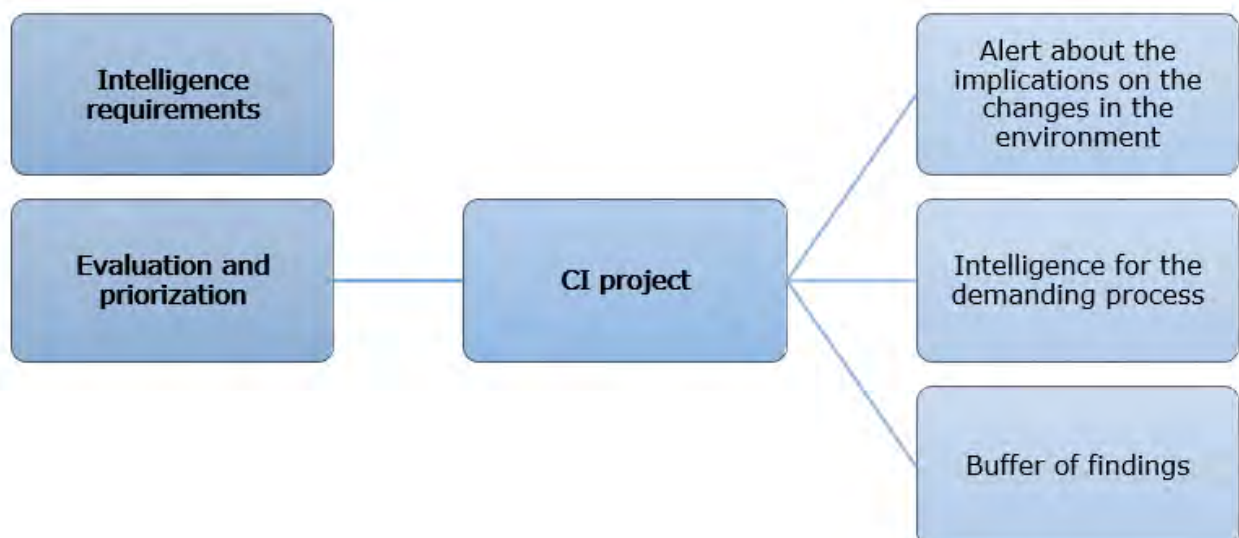 Intelligence
requirements
Evaluation and
priorization
CI project
Alert about the
implications on the
changes in the
environment
Intelligence for the
demanding process
Buffer of findings